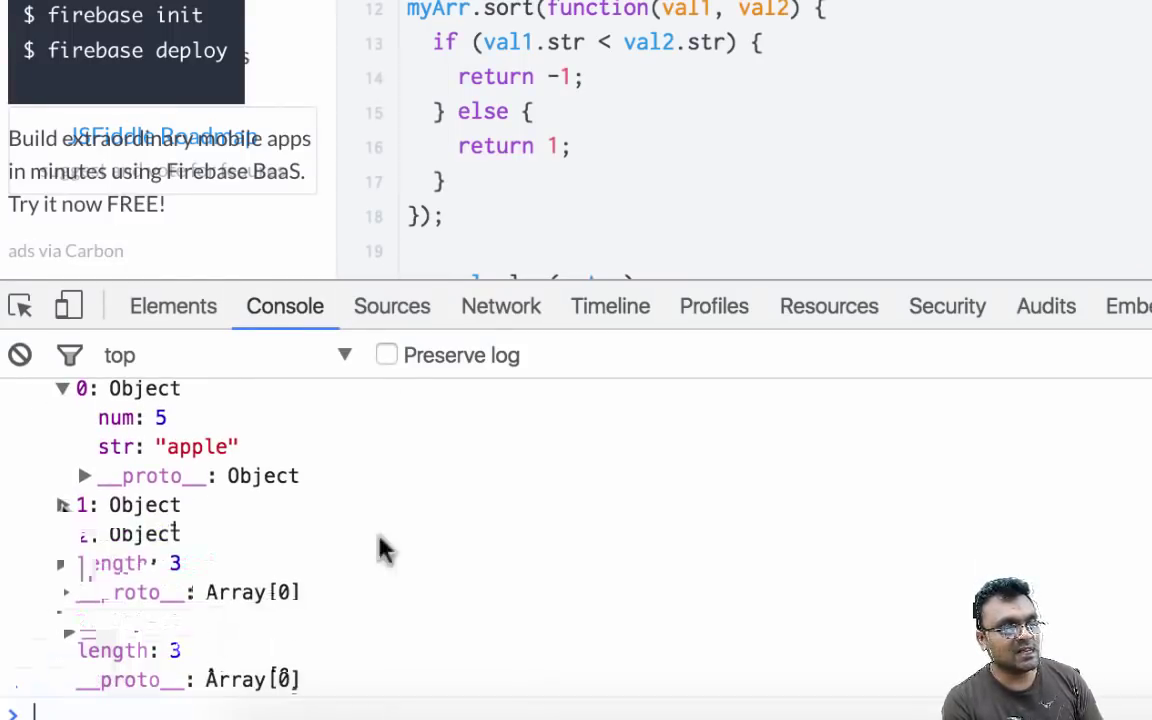 $ firebase init
$ firebase deploy
JSFiddle Roadmap
Build extraordinary mobile apps
in minutes using Firebase BaaS.
Try it now FREE!
ads via Carbon
12 myArr.sort(function(val1, val2) {
13 if (val1.str < val2.str) {
14 return -1;
15 } else {
16 return 1;
17 }
18 });
19
Elements Console Sources Network Timeline Profiles Resources Security Audits Embe
top Preserve log
0: Object
num: 5
str: "apple"
__proto__: Object
1: Object
2: Object
length: 3
__proto__: Array[0]
length: 3
__proto__: Array[0]
>